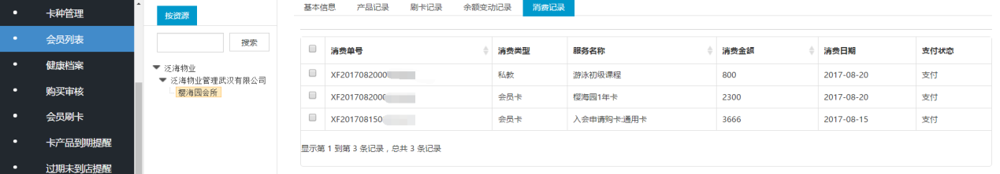 卡种管理
会员列表
健康档案
购买审核
会员刷卡
卡产品到期提醒
过期未到店提醒
按资源
搜索
泛海物业
泛海物业管理武汉有限公司
樱海园会所
基本信息 产品记录 刷卡记录 余额变动记录 消费记录
消费单号 消费类型 服务名称 消费金额 消费日期 支付状态
XF2017082000 私教 游泳初级课程 800 2017-08-20 支付
XF201708200 会员卡 樱海园1年卡 2300 2017-08-20 支付
XF201708150 会员卡 入会申请购卡:通用卡 3666 2017-08-15 支付
显示第 1 到第 3 条记录，总共 3 条记录